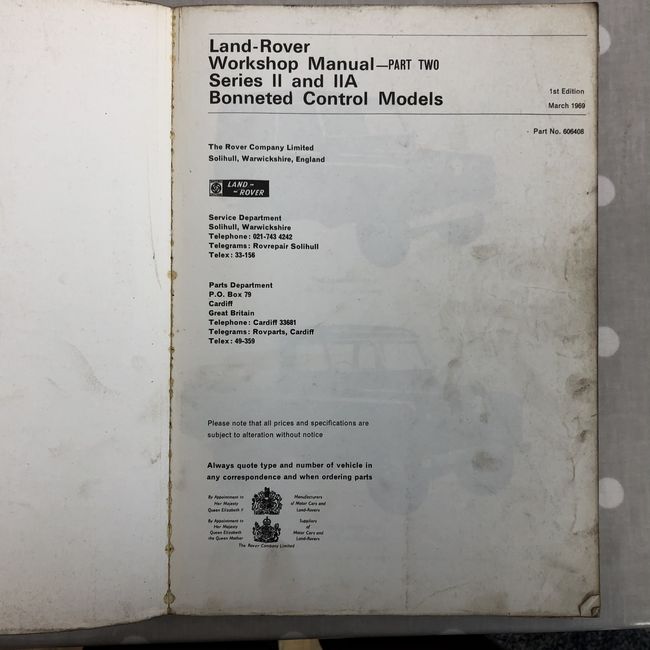 Land-Rover
Workshop Manual—PART TWO
Series II and IIA
Bonneted Control Models
1st Edition
March 1969
Part No. 606408
The Rover Company Limited
Solihull, Warwickshire, England
LAND-
ROVER
Service Department
Solihull, Warwickshire
Telephone: 021-743 4242
Telegrams: Rovrepair Solihull
Telex: 33-156
Parts Department
P.O. Box 79
Cardiff
Great Britain
Telephone: Cardiff 33681
Telegrams: Rovparts, Cardiff
Telex: 49-359
Please note that all prices and specifications are
subject to alteration without notice
Always quote type and number of vehicle in
any correspondence and when ordering parts
By Appointment to
Her Majesty
Queen Elizabeth II
Manufacturers
of Motor Cars and
Land-Rovers
By Appointment to
Her Majesty
Queen Elizabeth
the Queen Mother
Suppliers
of
Motor Cars and
Land-Rovers
The Rover Company Limited